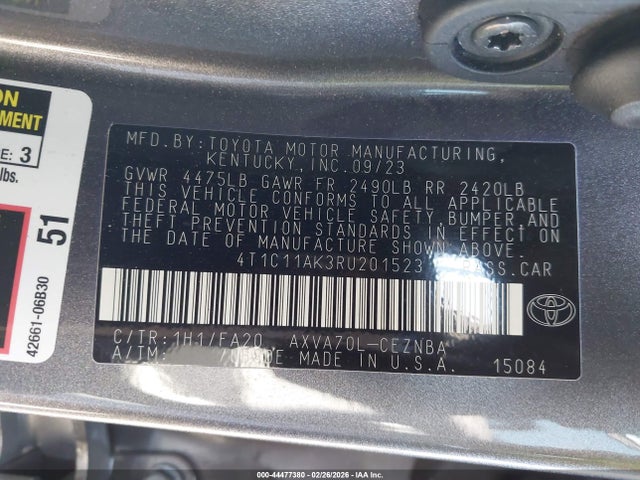 ON
EMENT
E: 3
lbs.
51
42661-06B30
MFD.BY:TOYOTA MOTOR MANUFACTURING,
KENTUCKY,INC.09/23
GVWR 4475LB GAWR FR 2490LB RR 2420LB
THIS VEHICLE CONFORMS TO ALL APPLICABLE
FEDERAL MOTOR VEHICLE SAFETY, BUMPER AND
THEFT PREVENTION STANDARDS IN EFFECT ON
THE DATE OF MANUFACTURE SHOWN ABOVE.
4T1C11AK3RU201523 PASS.CAR
C/TR:1H1/FA20 AXVA70L-CEZNBA
A/TM: MADE IN U.S.A. 15084
TOYOTA
000-44477380 - 02/26/2026 - IAA Inc.